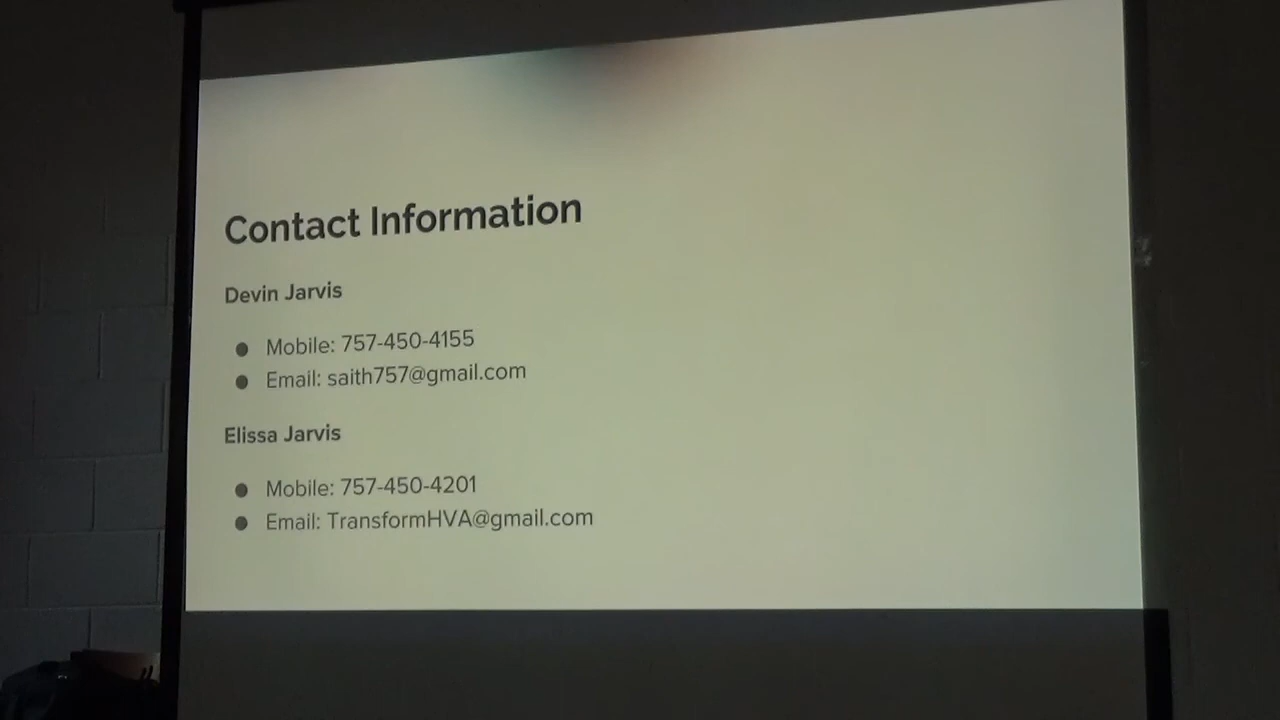 Contact Information
Devin Jarvis
● Mobile: 757-450-4155
● Email: saith757@gmail.com
Elissa Jarvis
● Mobile: 757-450-4201
● Email: TransformHVA@gmail.com